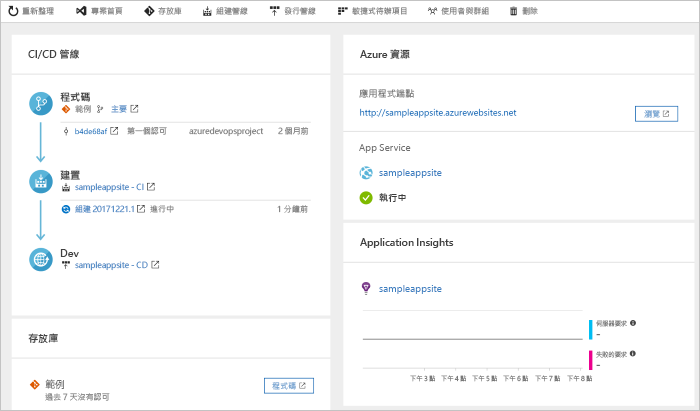 重新整理 專案首頁 存放庫 組建管線 發行管線 敏捷式待辦項目 使用者與群組 刪除
CI/CD 管線
程式碼
範例 主要
b4de68af 第一個認可 azuredevopsproject 2 個月前
建置
sampleappsite - CI
組建 20171221.1 進行中 1 分鐘前
Dev
sampleappsite - CD
存放庫
範例
過去 7 天沒有認可
程式碼
Azure 資源
應用程式端點
http://sampleappsite.azurewebsites.net
瀏覽
App Service
sampleappsite
執行中
Application Insights
sampleappsite
伺服器要求
--
失敗的要求
--
下午 3 點 下午 4 點 下午 5 點 下午 6 點 下午 7 點 下午 8 點